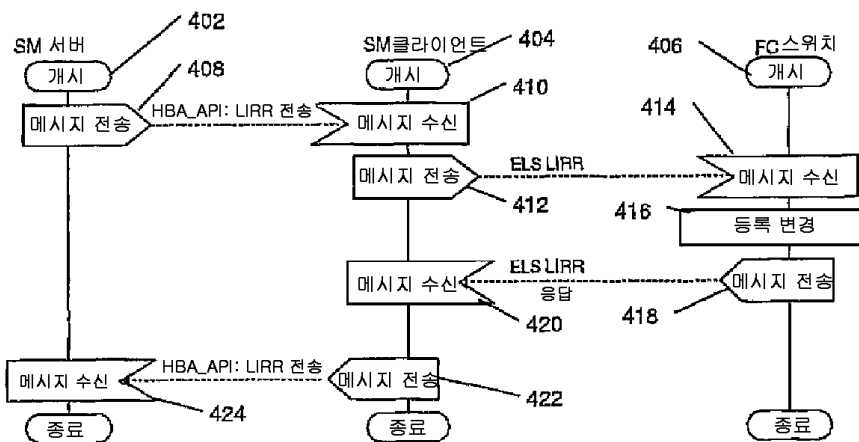 402
SM 서버
개시
408
메시지 전송
HBA_API: LIRR 전송
SM클라이언트
404
개시
410
메시지 수신
406
FC스위치
개시
414
메시지 전송
412
ELS LIRR
메시지 수신
416
등록 변경
메시지 수신
420
ELS LIRR
응답
메시지 전송
418
메시지 수신
424
HBA_API: LIRR 전송
메시지 전송
422
종료
종료
종료